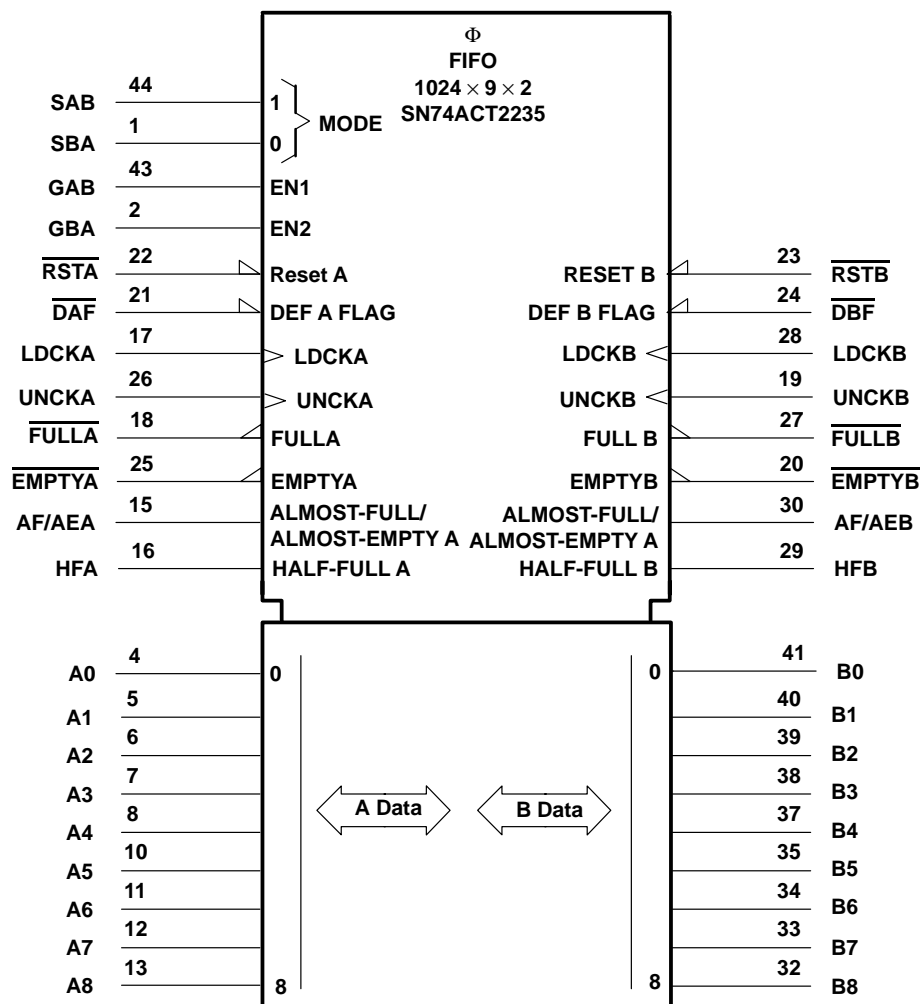 Φ
FIFO
1024 × 9 × 2
SN74ACT2235
SAB 44 1
MODE
SBA 1 0
GAB 43 EN1
GBA 2 EN2
RSTA 22 Reset A RESET B 23 RSTB
DAF 21 DEF A FLAG DEF B FLAG 24 DBF
LDCKA 17 LDCKA LDCKB 28 LDCKB
UNCKA 26 UNCKA UNCKB 19 UNCKB
FULLA 18 FULLA FULL B 27 FULLB
EMPTYA 25 EMPTYA EMPTYB 20 EMPTYB
AF/AEA 15 ALMOST-FULL/ ALMOST-FULL/ 30 AF/AEB
ALMOST-EMPTY A ALMOST-EMPTY A
HFA 16 HALF-FULL A HALF-FULL B 29 HFB
A0 4 0 0 41 B0
A1 5 40 B1
A2 6 39 B2
A3 7 38 B3
A Data B Data
A4 8 37 B4
A5 10 35 B5
A6 11 34 B6
A7 12 33 B7
A8 13 8 8 32 B8